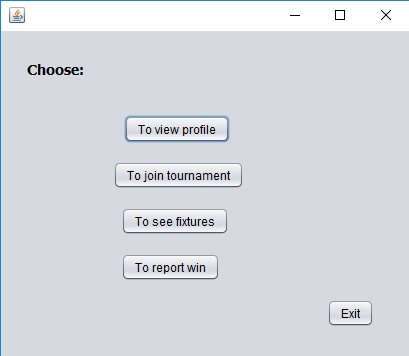 Choose:
To view profile
To join tournament
To see fixtures
To report win
Exit